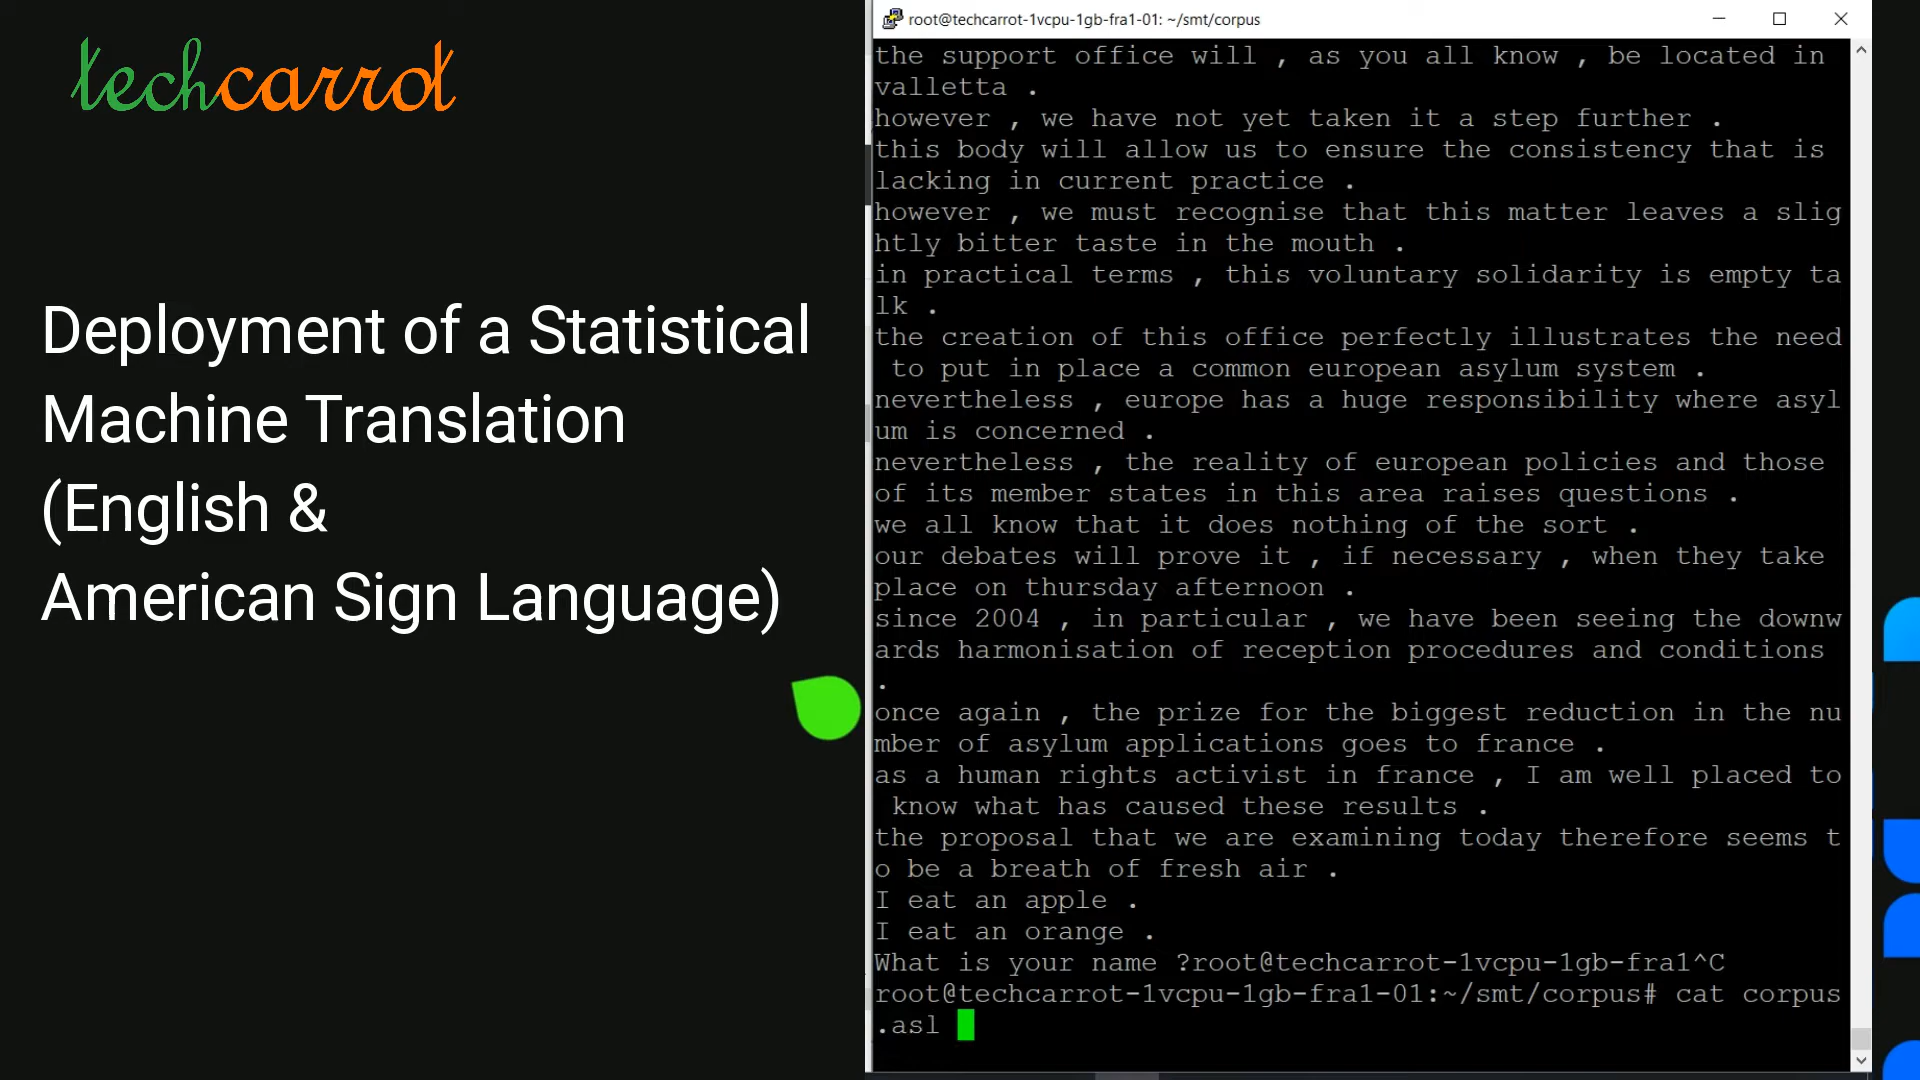 techcarrot
Deployment of a Statistical
Machine Translation
(English &
American Sign Language)
root@techcarrot-1vcpu-1gb-fra1-01: ~/smt/corpus
the support office will , as you all know , be located in
valletta .
however , we have not yet taken it a step further .
this body will allow us to ensure the consistency that is
lacking in current practice .
however , we must recognise that this matter leaves a slig
htly bitter taste in the mouth .
in practical terms , this voluntary solidarity is empty ta
lk .
the creation of this office perfectly illustrates the need
 to put in place a common european asylum system .
nevertheless , europe has a huge responsibility where asyl
um is concerned .
nevertheless , the reality of european policies and those
of its member states in this area raises questions .
we all know that it does nothing of the sort .
our debates will prove it , if necessary , when they take
place on thursday afternoon .
since 2004 , in particular , we have been seeing the downw
ards harmonisation of reception procedures and conditions
.
once again , the prize for the biggest reduction in the nu
mber of asylum applications goes to france .
as a human rights activist in france , I am well placed to
 know what has caused these results .
the proposal that we are examining today therefore seems t
o be a breath of fresh air .
I eat an apple .
I eat an orange .
What is your name ?root@techcarrot-1vcpu-1gb-fra1^C
root@techcarrot-1vcpu-1gb-fra1-01:~/smt/corpus# cat corpus
.asl